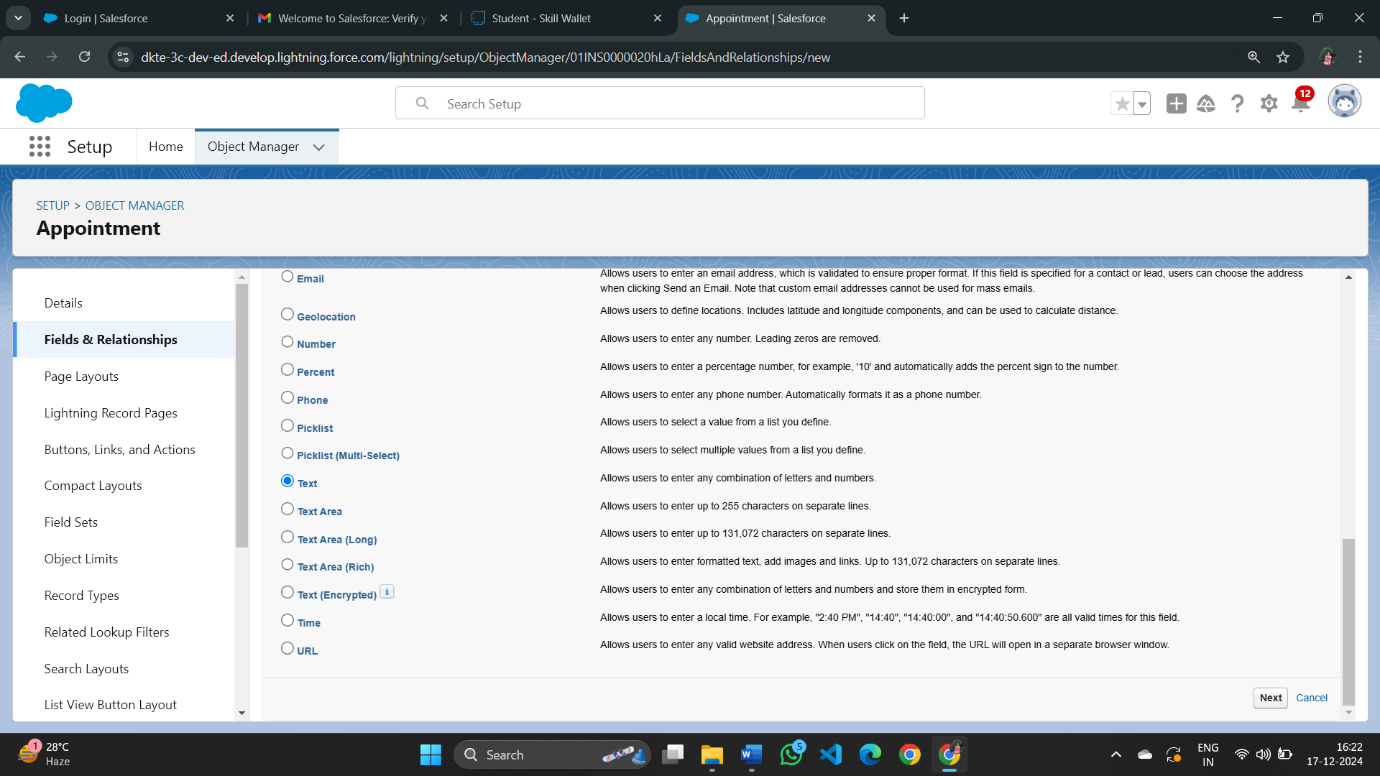 Login | Salesforce
Welcome to Salesforce: Verify y
Student - Skill Wallet
Appointment | Salesforce
dkte-3c-dev-ed.develop.lightning.force.com/lightning/setup/ObjectManager/01INS0000020hLa/FieldsAndRelationships/new
Search Setup
12
Setup
Home
Object Manager
SETUP > OBJECT MANAGER
Appointment
Details
Fields & Relationships
Page Layouts
Lightning Record Pages
Buttons, Links, and Actions
Compact Layouts
Field Sets
Object Limits
Record Types
Related Lookup Filters
Search Layouts
List View Button Layout
Email
Allows users to enter an email address, which is validated to ensure proper format. If this field is specified for a contact or lead, users can choose the address
when clicking Send an Email. Note that custom email addresses cannot be used for mass emails.
Geolocation
Allows users to define locations. Includes latitude and longitude components, and can be used to calculate distance.
Number
Allows users to enter any number. Leading zeros are removed.
Percent
Allows users to enter a percentage number, for example, '10' and automatically adds the percent sign to the number.
Phone
Allows users to enter any phone number. Automatically formats it as a phone number.
Picklist
Allows users to select a value from a list you define.
Picklist (Multi-Select)
Allows users to select multiple values from a list you define.
Text
Allows users to enter any combination of letters and numbers.
Text Area
Allows users to enter up to 255 characters on separate lines.
Text Area (Long)
Allows users to enter up to 131,072 characters on separate lines.
Text Area (Rich)
Allows users to enter formatted text, add images and links. Up to 131,072 characters on separate lines.
Text (Encrypted) i
Allows users to enter any combination of letters and numbers and store them in encrypted form.
Time
Allows users to enter a local time. For example, "2:40 PM", "14:40", "14:40:00", and "14:40:50.600" are all valid times for this field.
URL
Allows users to enter any valid website address. When users click on the field, the URL will open in a separate browser window.
Next
Cancel
1
28°C
Haze
Search
5
ENG
IN
16:22
17-12-2024